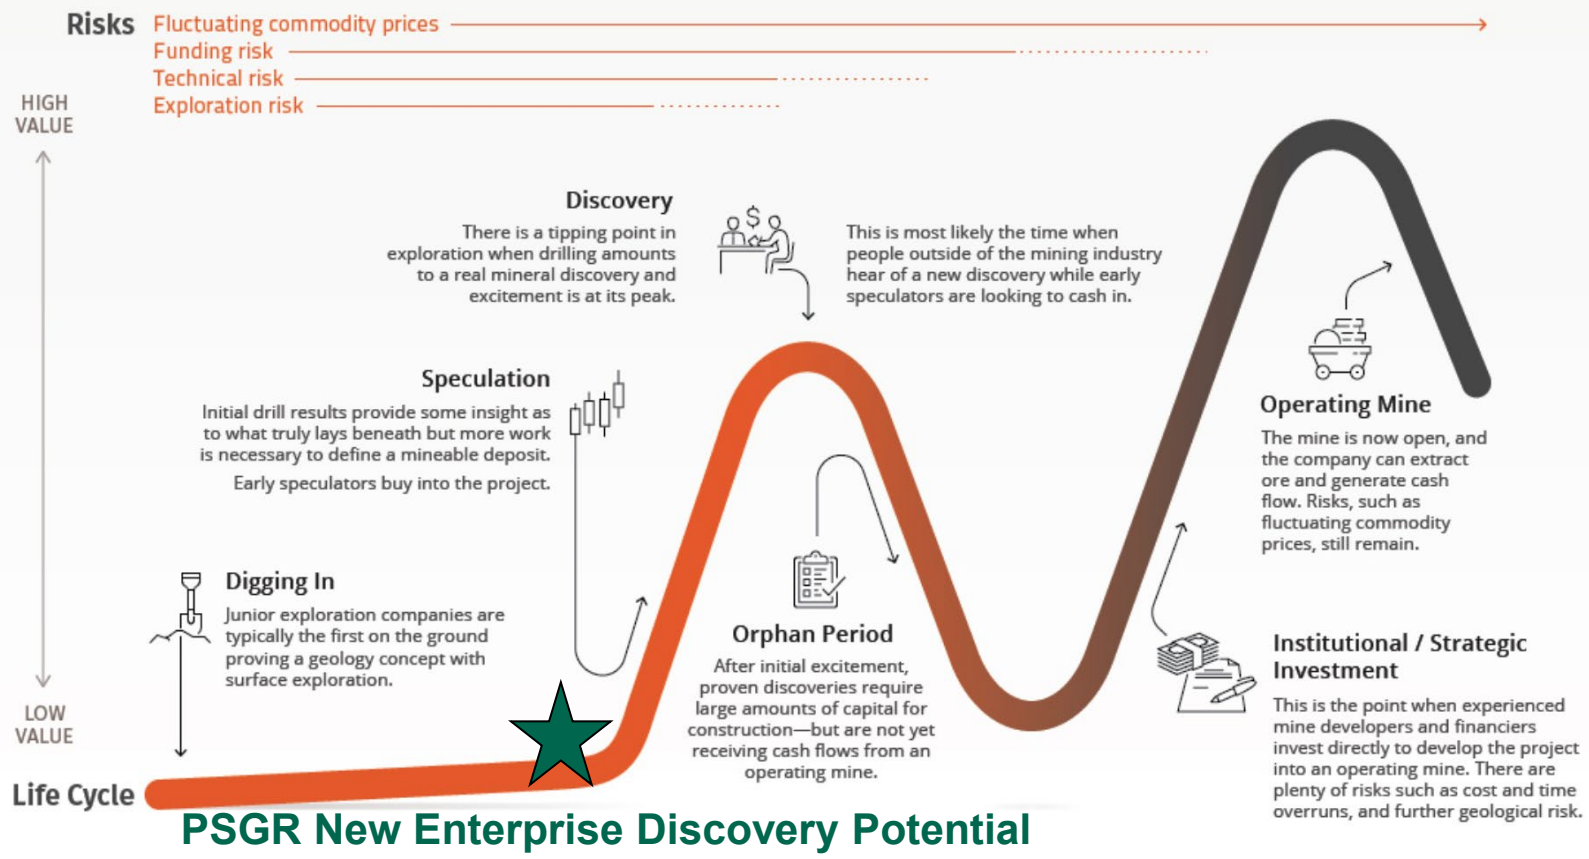 Risks
Fluctuating commodity prices
Funding risk
Technical risk
Exploration risk
HIGH
VALUE
LOW
VALUE
Life Cycle
Digging In
Junior exploration companies are
typically the first on the ground
proving a geology concept with
surface exploration.
Speculation
Initial drill results provide some insight as
to what truly lays beneath but more work
is necessary to define a mineable deposit.
Early speculators buy into the project.
Discovery
There is a tipping point in
exploration when drilling amounts
to a real mineral discovery and
excitement is at its peak.
$
This is most likely the time when
people outside of the mining industry
hear of a new discovery while early
speculators are looking to cash in.
Orphan Period
After initial excitement,
proven discoveries require
large amounts of capital for
construction—but are not yet
receiving cash flows from an
operating mine.
Institutional / Strategic
Investment
This is the point when experienced
mine developers and financiers
invest directly to develop the project
into an operating mine. There are
plenty of risks such as cost and time
overruns, and further geological risk.
Operating Mine
The mine is now open, and
the company can extract
ore and generate cash
flow. Risks, such as
fluctuating commodity
prices, still remain.
PSGR New Enterprise Discovery Potential